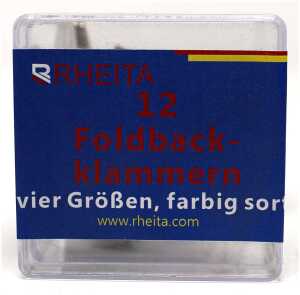 RHEITA
12
Foldback-
klammern
vier Größen, farbig sort
www.rheita.com